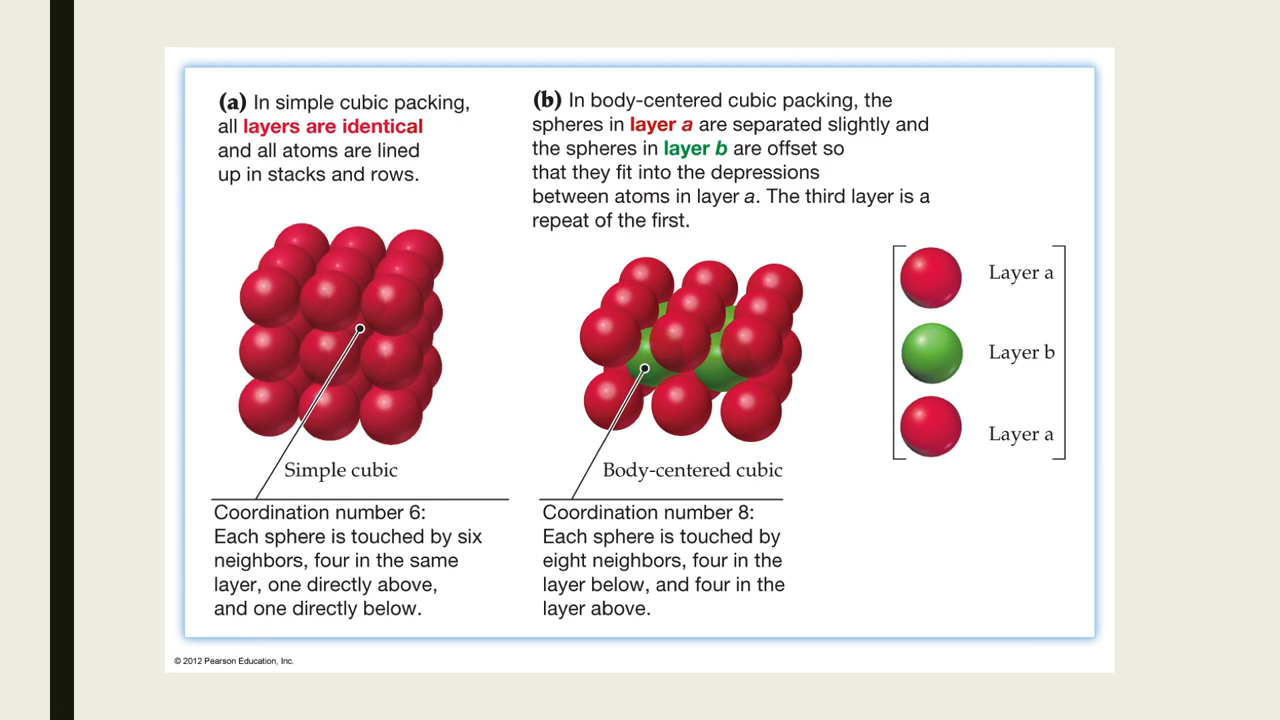 (a) In simple cubic packing,
all layers are identical
and all atoms are lined
up in stacks and rows.
(b) In body-centered cubic packing, the
spheres in layer a are separated slightly and
the spheres in layer b are offset so
that they fit into the depressions
between atoms in layer a. The third layer is a
repeat of the first.
Layer a
Layer b
Layer a
Simple cubic
Coordination number 6:
Each sphere is touched by six
neighbors, four in the same
layer, one directly above,
and one directly below.
Body-centered cubic
Coordination number 8:
Each sphere is touched by
eight neighbors, four in the
layer below, and four in the
layer above.
© 2012 Pearson Education, Inc.